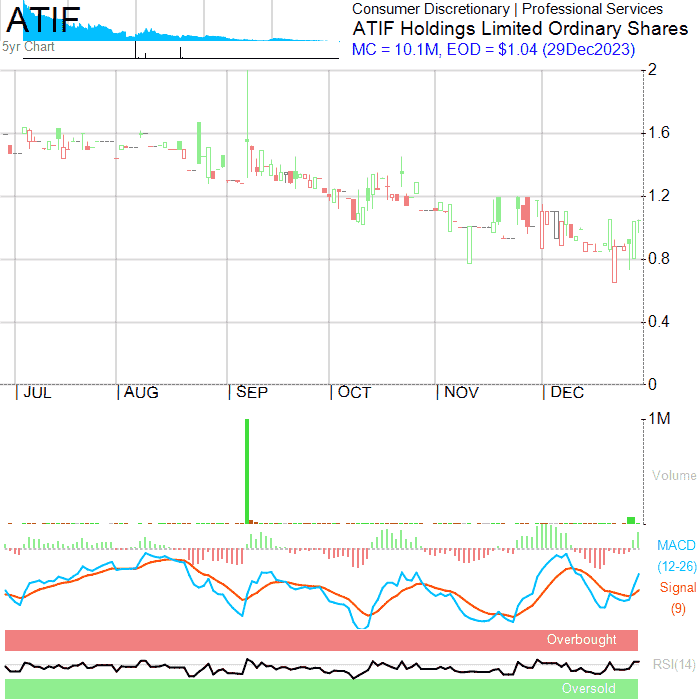 ATIF
5yr Chart
Consumer Discretionary | Professional Services
ATIF Holdings Limited Ordinary Shares
MC = 10.1M, EOD = $1.04 (29Dec2023)
2
1.6
1.2
0.8
0.4
0
JUL
AUG
SEP
OCT
NOV
DEC
1M
Volume
MACD
(12-26)
Signal
(9)
Overbought
RSI(14)
Oversold